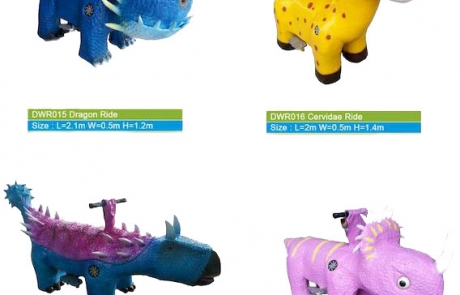 DWR015 Dragon Ride
Size : L=2.1m W=0.5m H=1.2m
DWR016 Cervidae Ride
Size : L=2m W=0.5m H=1.4m